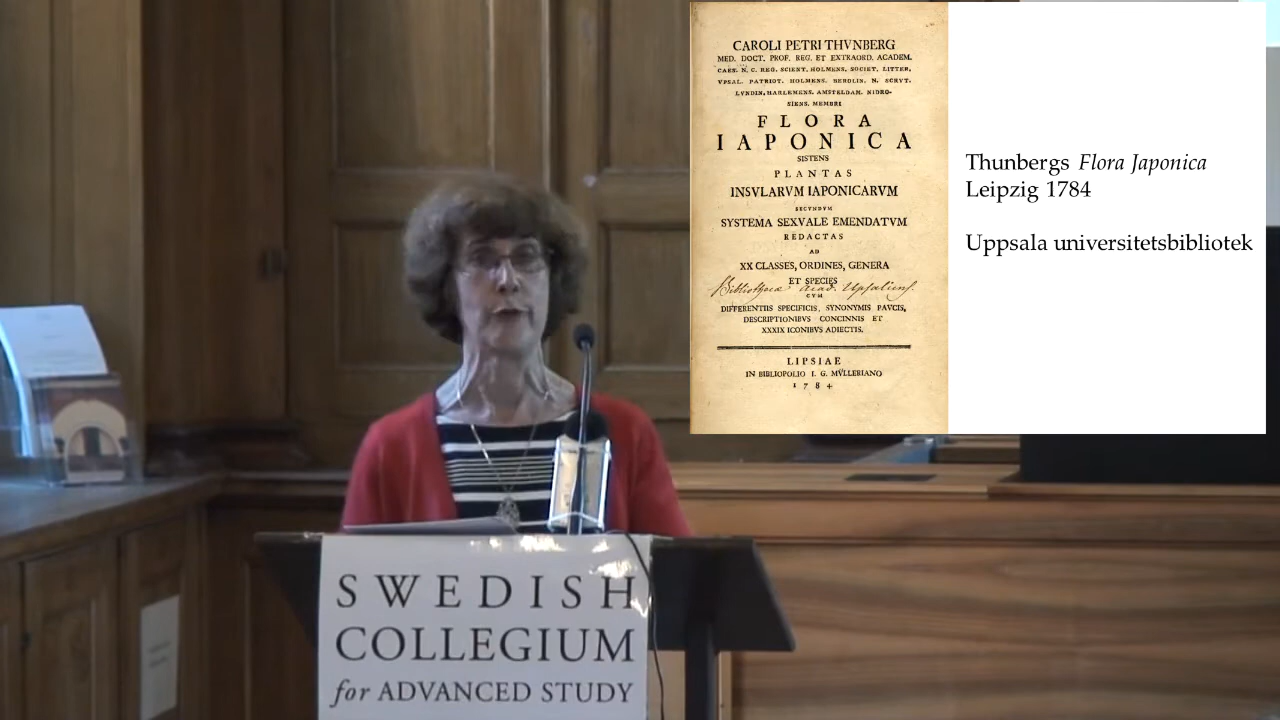 CAROLI PETRI THVNBERG
MED. DOCT. PROF. REG. ET EXTRAORD. ACADEM.
CAES. N. C. REG. SCIENT. HOLMENS. SOCIET. LITTER.
VPSAL. PATRIOT. HOLMENS. BEROLIN. N. SCRVT.
LVNDIN. HARLEMENS. AMSTELDAM. NIDRO-
SIENS. MEMBRI
FLORA
IAPONICA
SISTENS
PLANTAS
INSVLARVM IAPONICARVM
SECVNDVM
SYSTEMA SEXVALE EMENDATVM
REDACTAS
AD
XX CLASSES, ORDINES, GENERA
ET SPECIES
Bibliotheca Acad. Upsaliens.
CVM
DIFFERENTIIS SPECIFICIS, SYNONYMIS PAVCIS,
DESCRIPTIONIBVS CONCINNIS ET
XXXIX ICONIBVS ADIECTIS.
LIPSIAE
IN BIBLIOPOLIO I. G. MVLLERIANO
1784
Thunbergs Flora Japonica
Leipzig 1784
Uppsala universitetsbibliotek
SWEDISH
COLLEGIUM
for ADVANCED STUDY